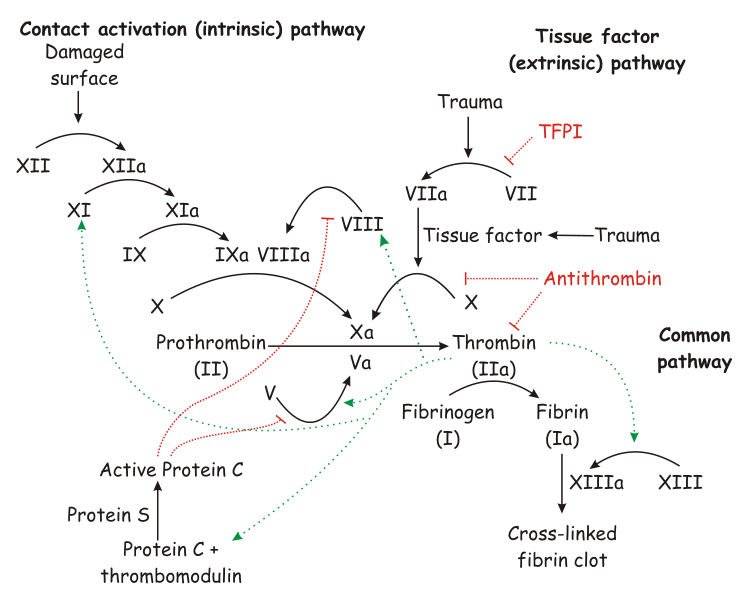 Contact activation (intrinsic) pathway
Damaged
surface
Tissue factor
(extrinsic) pathway
Trauma
TFPI
XII
XIIa
VIIa
VII
XI
XIa
VIII
Tissue factor
Trauma
IX
IXa
VIIIa
Antithrombin
X
X
Xa
Prothrombin
(II)
Va
Thrombin
(IIa)
Common
pathway
V
Fibrinogen
(I)
Fibrin
(Ia)
Active Protein C
XIIIa
XIII
Protein S
Cross-linked
fibrin clot
Protein C +
thrombomodulin